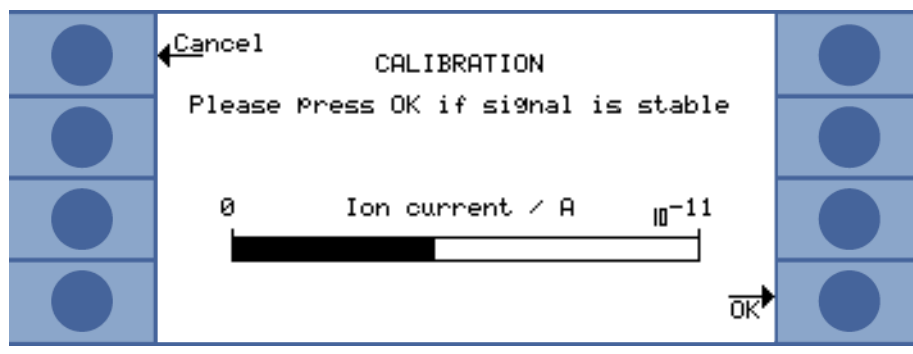 Cancel
CALIBRATION
Please press OK if signal is stable
0 Ion current / A 10-11
OK